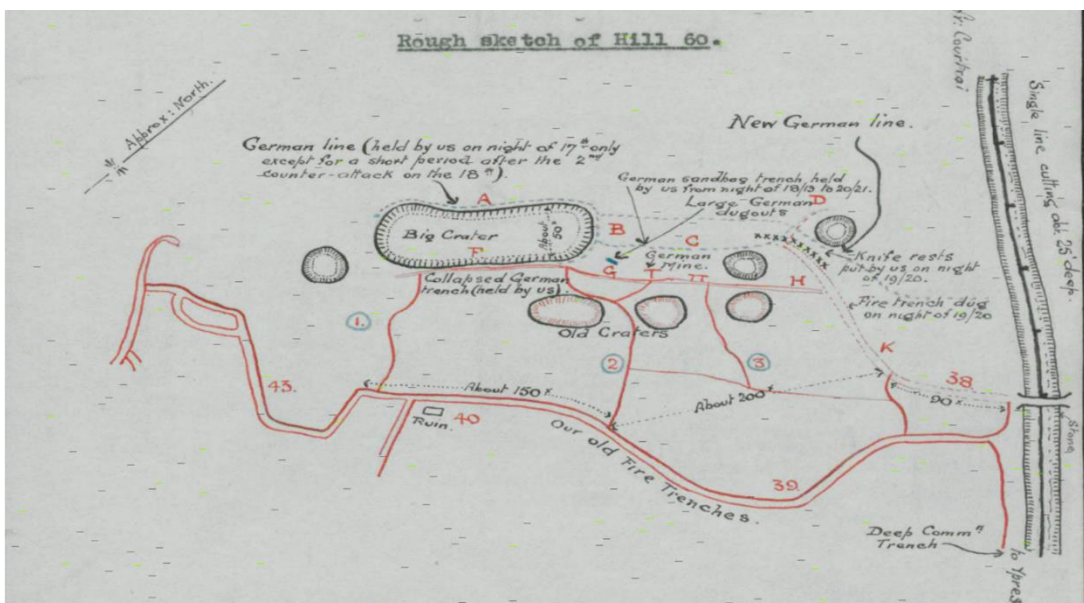 Rough sketch of Hill 60.
Approx: North.
German line (held by us on night of 17th only
except for a short period after the 2nd
counter-attack on the 18th).
New German line.
German sandbag trench, held
by us from night of 18/19 to 20/21.
Large German
dugouts
A
B
C
D
Big Crater
About
50x
F
G
German
Mine.
H
Collapsed German
trench (held by us)
Knife rests
put by us on night
of 19/20.
Fire trench dug
on night of 19/20
Old Craters
1.
2
3
K
38.
43.
About 150x
About 200x
90x
40
Ruin.
Our old Fire Trenches.
39.
Deep Commn
Trench
Courtrai
Single line cutting abt. 25' deep.
to Ypres